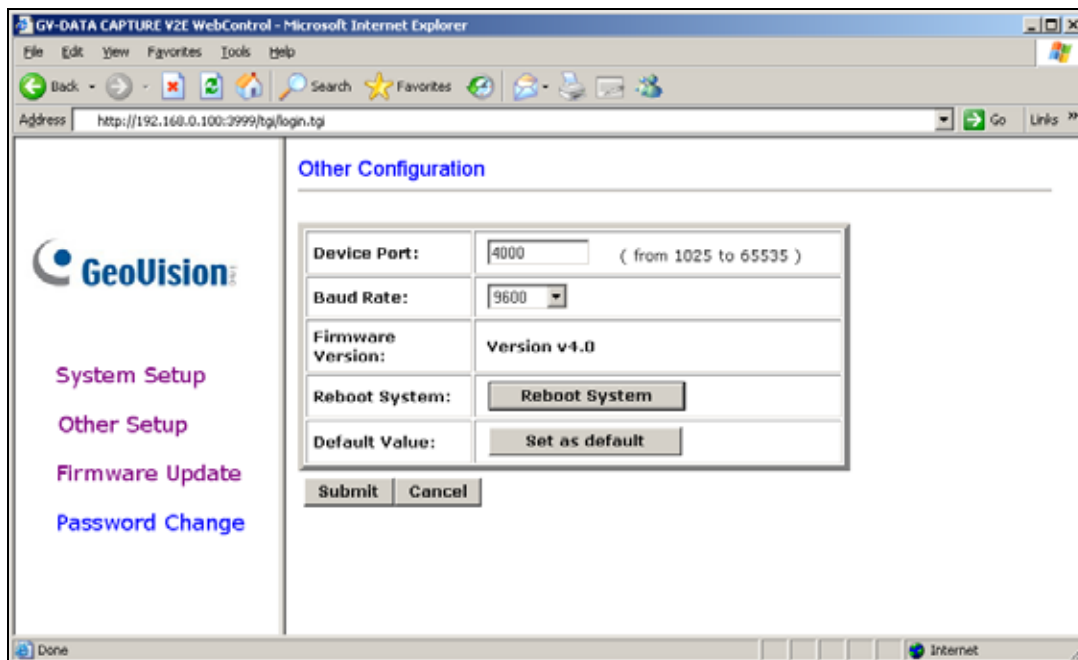 GV-DATA CAPTURE V2E WebControl - Microsoft Internet Explorer
File Edit View Favorites Tools Help
Back Search Favorites
Address http://192.168.0.100:3999/tgi/login.tgi Go Links »
Other Configuration
GeoVision
Device Port: 4000 ( from 1025 to 65535 )
Baud Rate: 9600
Firmware
Version: Version v4.0
System Setup
Reboot System: Reboot System
Other Setup
Default Value: Set as default
Firmware Update
Submit Cancel
Password Change
Done Internet